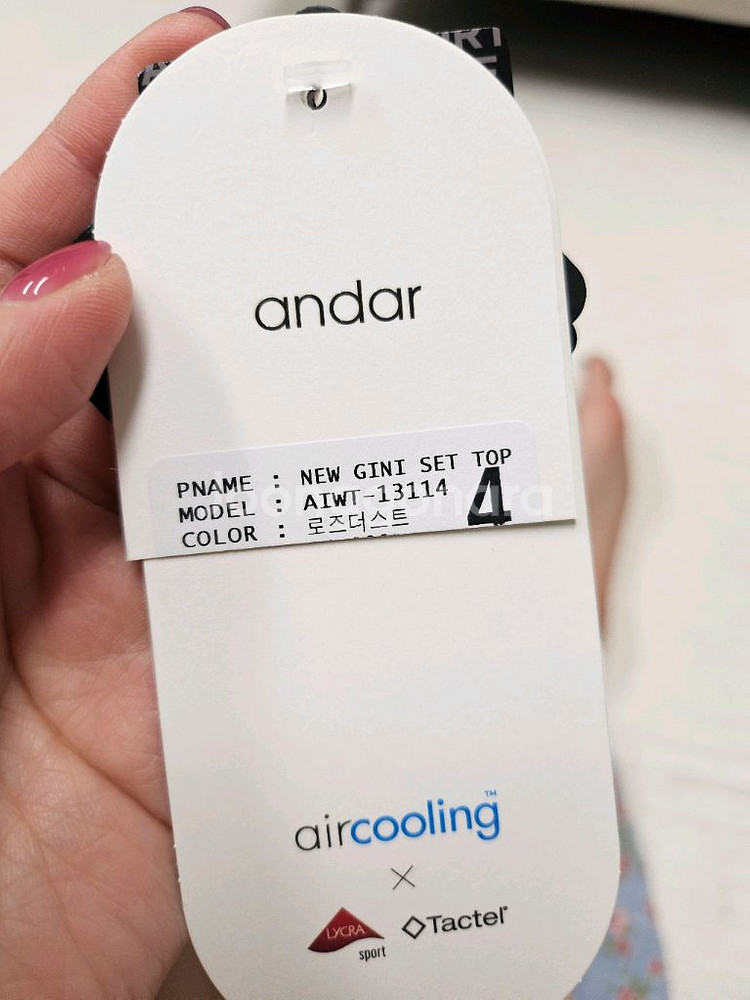 andar
PNAME : NEW GINI SET TOP
MODEL : AIWT-13114
4
COLOR : 로즈더스트
aircooling™
×
LYCRA
sport
Tactel®